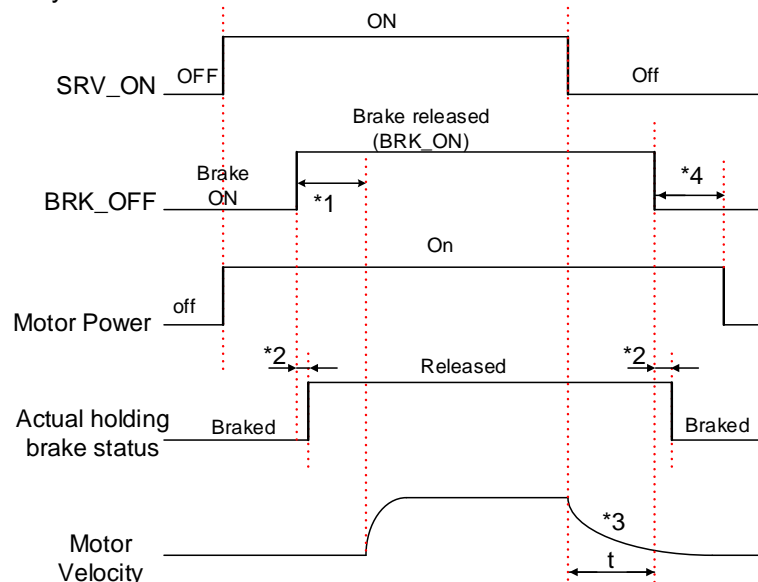 ON
SRV_ON
OFF
Off
Brake released
(BRK_ON)
Brake
ON
BRK_OFF
*1
*4
On
off
Motor Power
*2
*2
Released
Actual holding
brake status
Braked
Braked
*3
Motor
Velocity
t